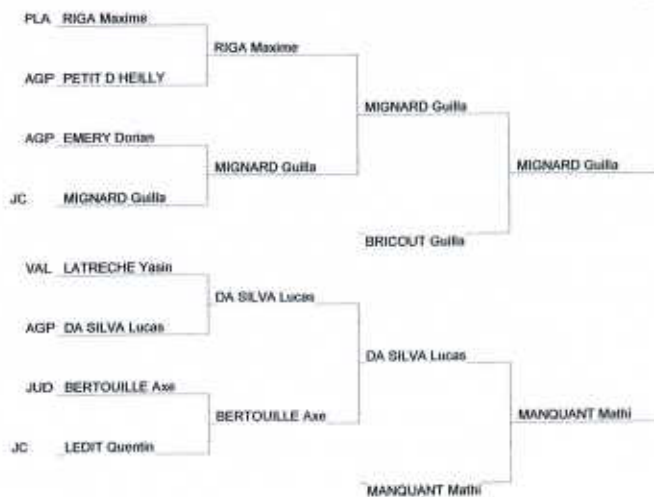 PLA RIGA Maxime
RIGA Maxime
AGP PETIT D HEILLY
MIGNARD Guilla
AGP EMERY Dorian
MIGNARD Guilla
MIGNARD Guilla
JC MIGNARD Guilla
BRICOUT Guilla
VAL LATRECHE Yasin
DA SILVA Lucas
AGP DA SILVA Lucas
DA SILVA Lucas
JUD BERTOUILLE Axe
BERTOUILLE Axe
MANQUANT Mathi
JC LEDIT Quentin
MANQUANT Mathi